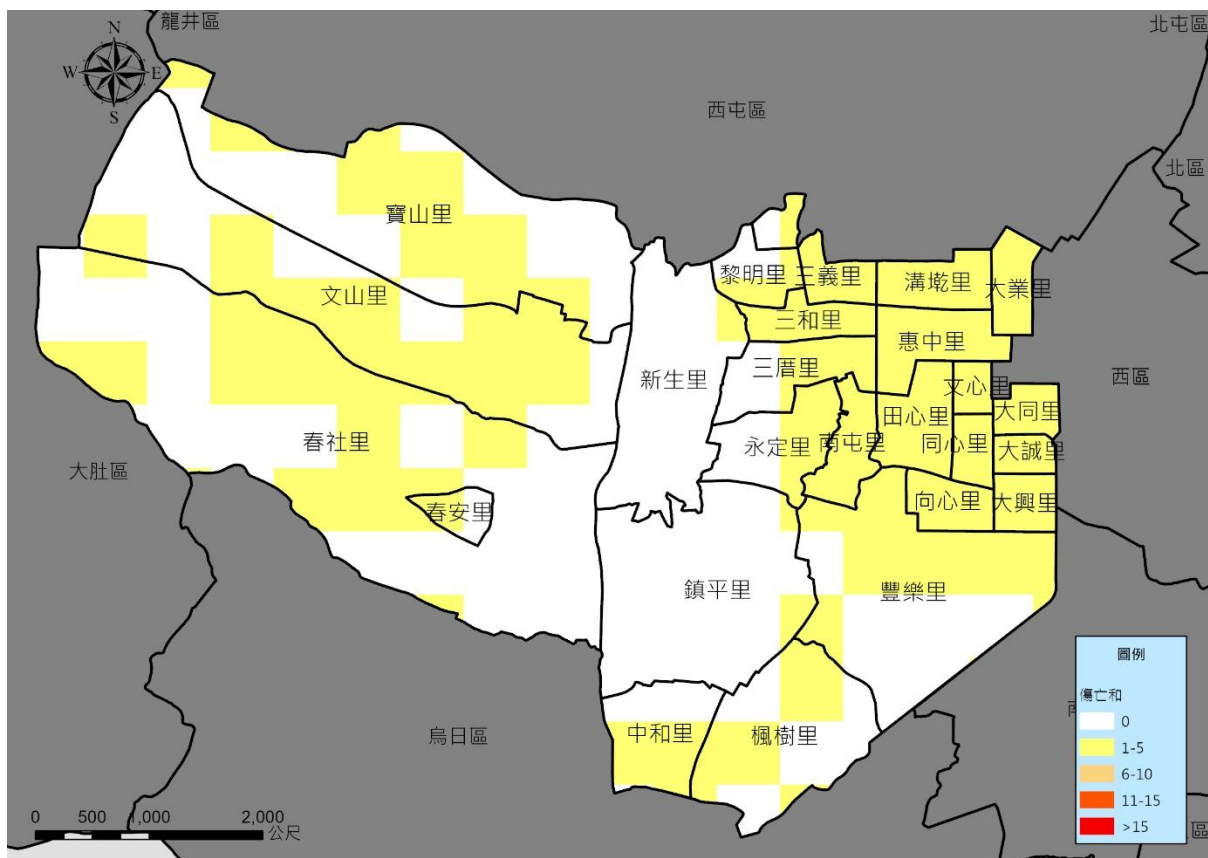 龍井區
北屯區
N
W
E
S
西屯區
北區
寶山里
黎明里
三義里
溝墘里
大業里
文山里
三和里
惠中里
三厝里
新生里
文心里
西區
田心里
大同里
春社里
永定里
南屯里
同心里
大誠里
大肚區
春安里
向心里
大興里
鎮平里
豐樂里
圖例
傷亡和
0
1-5
6-10
11-15
>15
南
區
中和里
楓樹里
烏日區
0 500 1,000 2,000
公尺